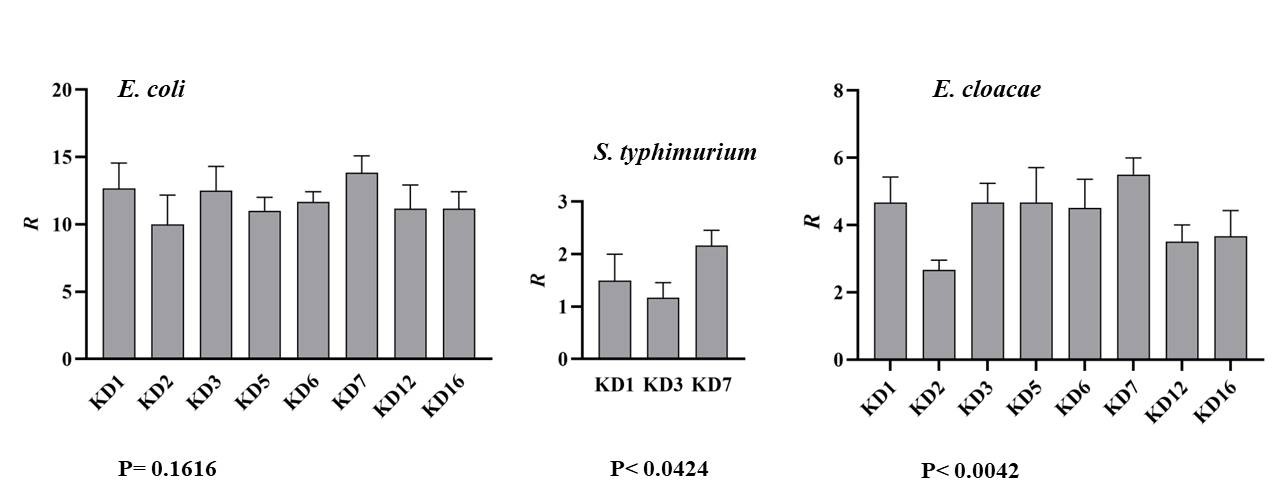 E. coli
20
15
10
5
0
R
KD1 KD2 KD3 KD5 KD6 KD7 KD12 KD16
P= 0.1616
S. typhimurium
3
2
1
0
R
KD1 KD3 KD7
P< 0.0424
E. cloacae
8
6
4
2
0
R
KD1 KD2 KD3 KD5 KD6 KD7 KD12 KD16
P< 0.0042